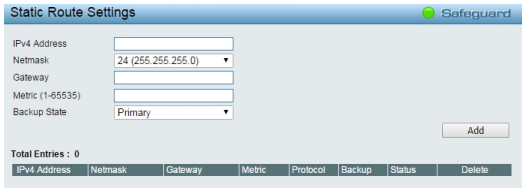 Static Route Settings Safeguard
IPv4 Address
Netmask 24 (255.255.255.0)
Gateway
Metric (1-65535)
Backup State Primary
Add
Total Entries : 0
IPv4 Address Netmask Gateway Metric Protocol Backup Status Delete